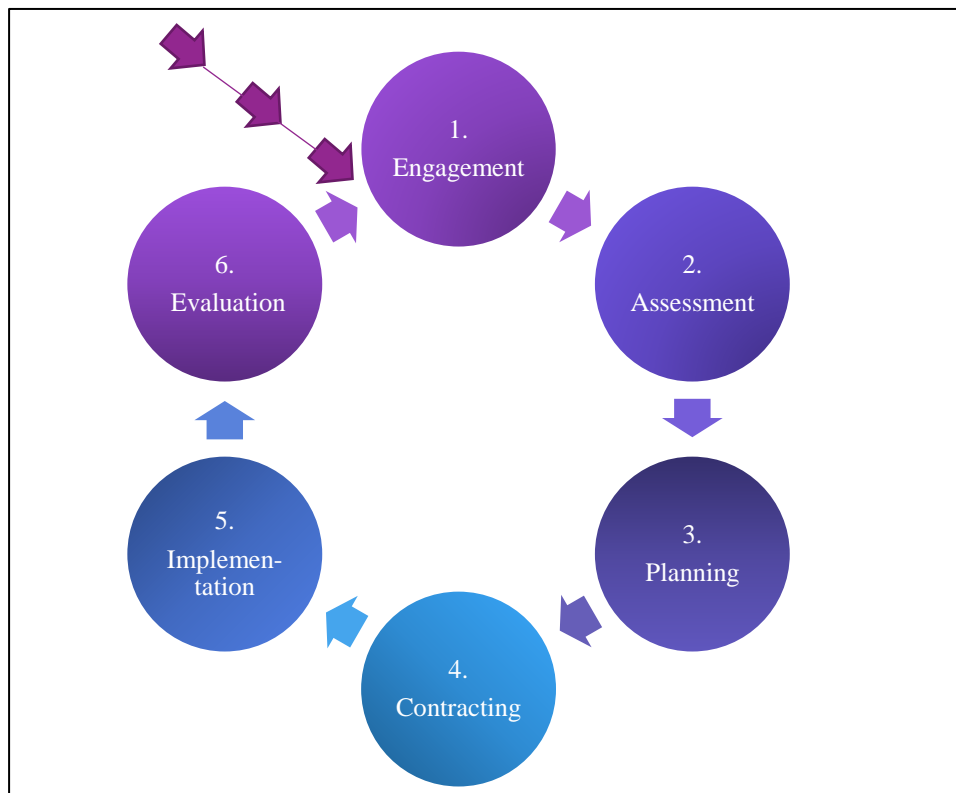 1.
Engagement
2.
Assessment
3.
Planning
4.
Contracting
5.
Implemen-
tation
6.
Evaluation